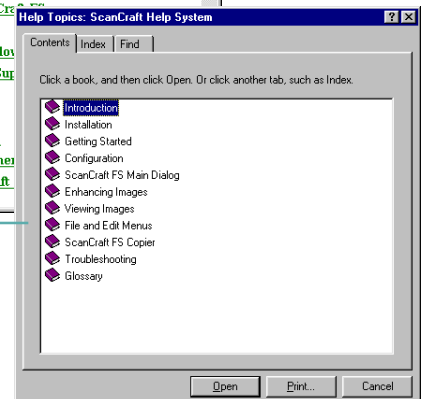 Help Topics: ScanCraft Help System
Contents Index Find
Click a book, and then click Open. Or click another tab, such as Index.
Introduction
Installation
Getting Started
Configuration
ScanCraft FS Main Dialog
Enhancing Images
Viewing Images
File and Edit Menus
ScanCraft FS Copier
Troubleshooting
Glossary
Open Print... Cancel